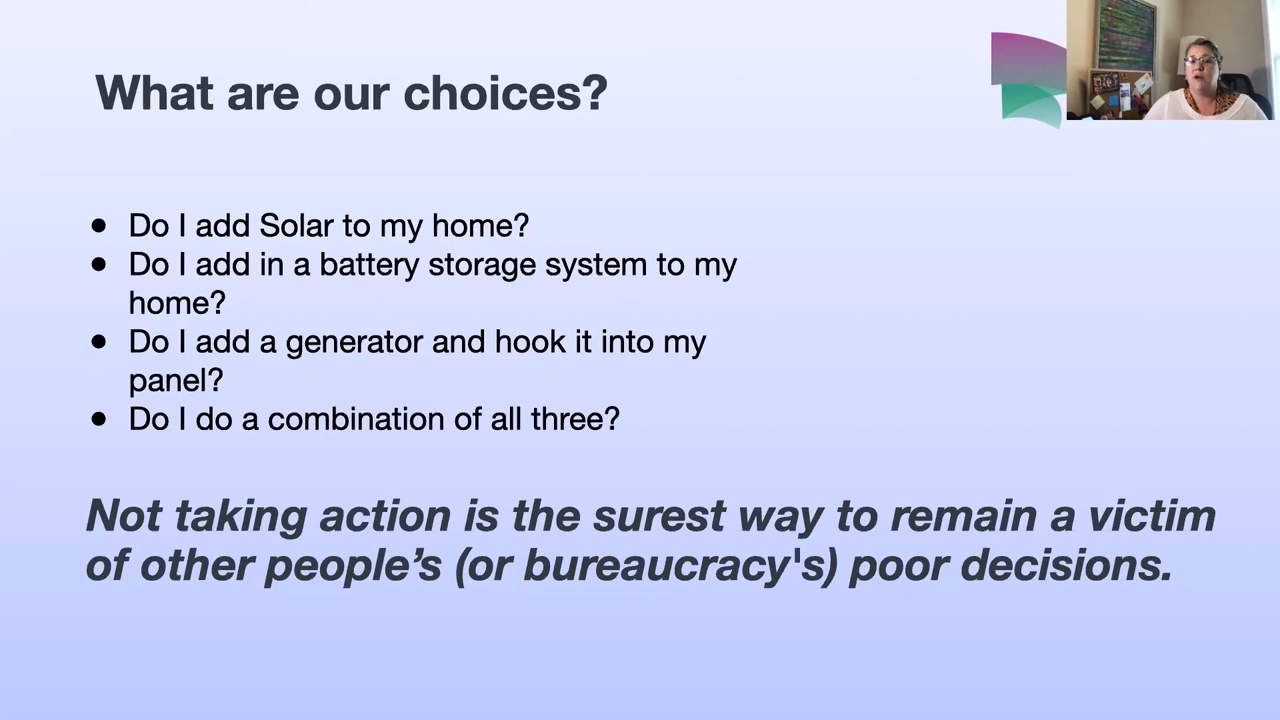 What are our choices?
● Do I add Solar to my home?
● Do I add in a battery storage system to my
home?
● Do I add a generator and hook it into my
panel?
● Do I do a combination of all three?
Not taking action is the surest way to remain a victim
of other people’s (or bureaucracy's) poor decisions.